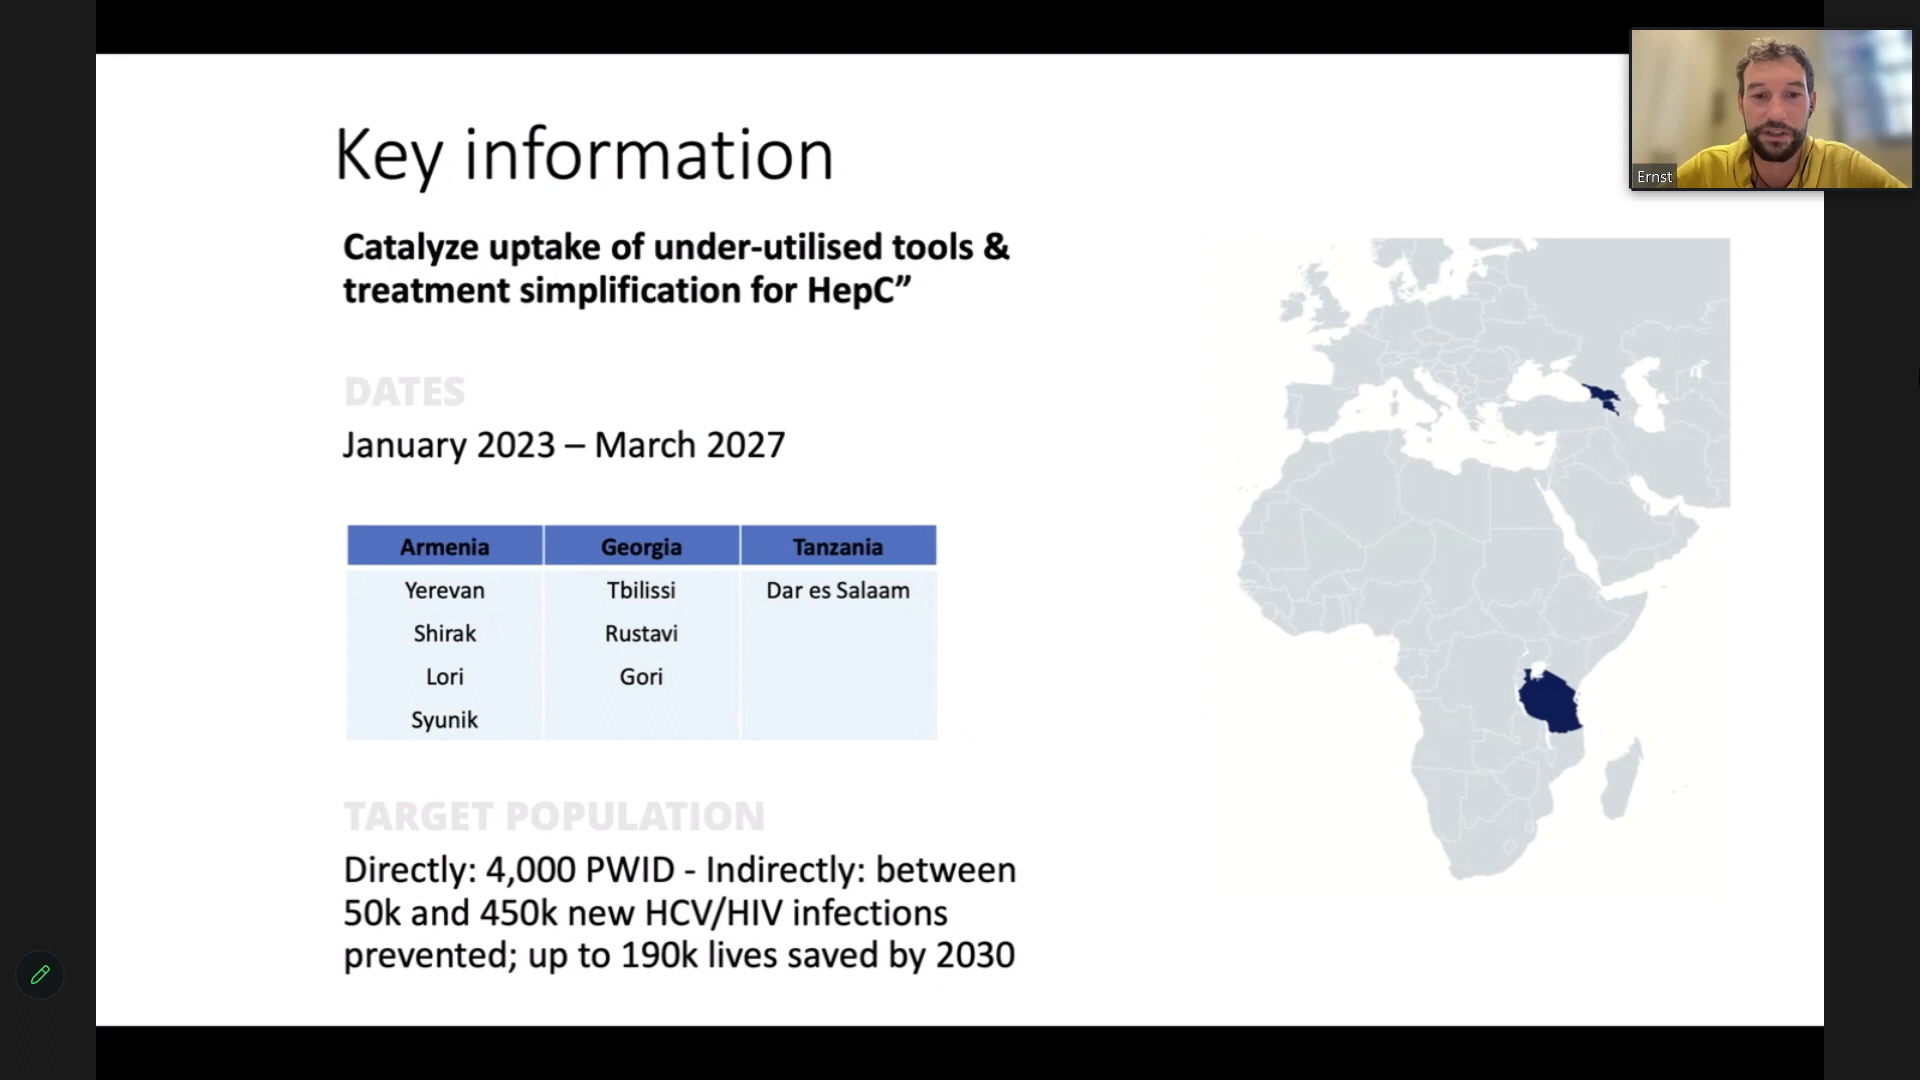 Key information
Catalyze uptake of under-utilised tools &
treatment simplification for HepC”
DATES
January 2023 – March 2027
Armenia Georgia Tanzania
Yerevan Tbilissi Dar es Salaam
Shirak Rustavi
Lori Gori
Syunik
TARGET POPULATION
Directly: 4,000 PWID - Indirectly: between
50k and 450k new HCV/HIV infections
prevented; up to 190k lives saved by 2030
Ernst